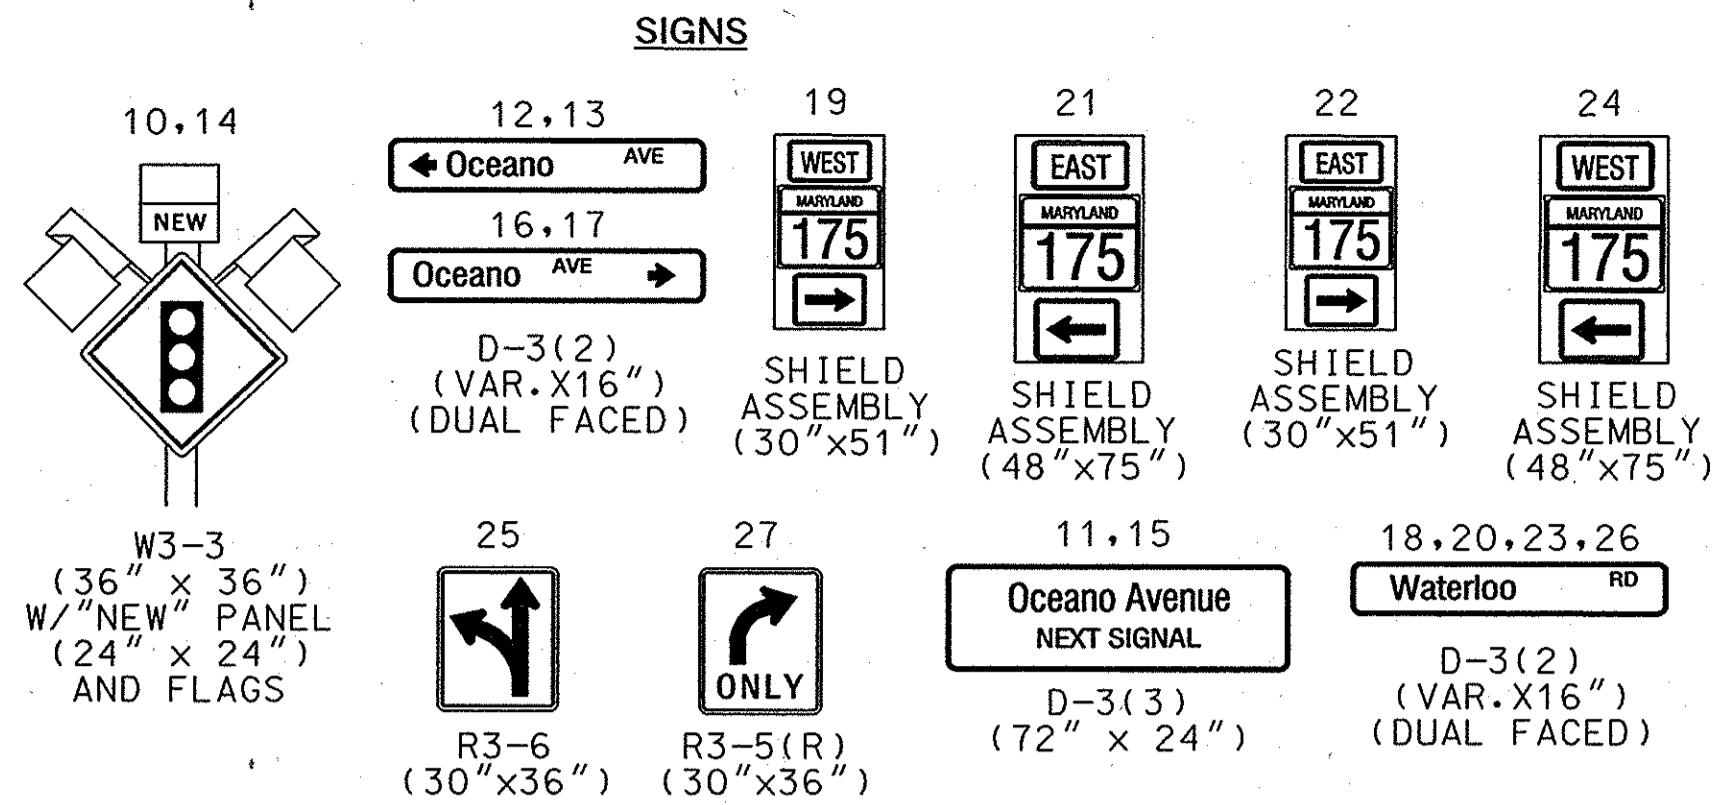 SIGNS
10,14
NEW
W3-3
(36" x 36")
W/"NEW" PANEL
(24" x 24")
AND FLAGS
12,13
Oceano AVE
16,17
Oceano AVE
D-3(2)
(VAR.X16")
(DUAL FACED)
19
WEST
MARYLAND
175
SHIELD
ASSEMBLY
(30"x51")
21
EAST
MARYLAND
175
SHIELD
ASSEMBLY
(48"x75")
22
EAST
MARYLAND
175
SHIELD
ASSEMBLY
(30"x51")
24
WEST
MARYLAND
175
SHIELD
ASSEMBLY
(48"x75")
25
R3-6
(30"x36")
27
ONLY
R3-5(R)
(30"x36")
11,15
Oceano Avenue
NEXT SIGNAL
D-3(3)
(72" x 24")
18,20,23,26
Waterloo RD
D-3(2)
(VAR.X16")
(DUAL FACED)